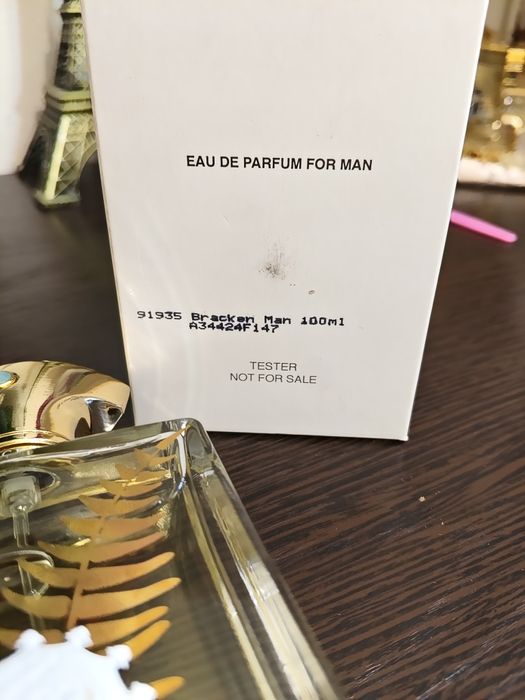 EAU DE PARFUM FOR MAN
91935 Bracken Man 100ml
A34424F147
TESTER
NOT FOR SALE